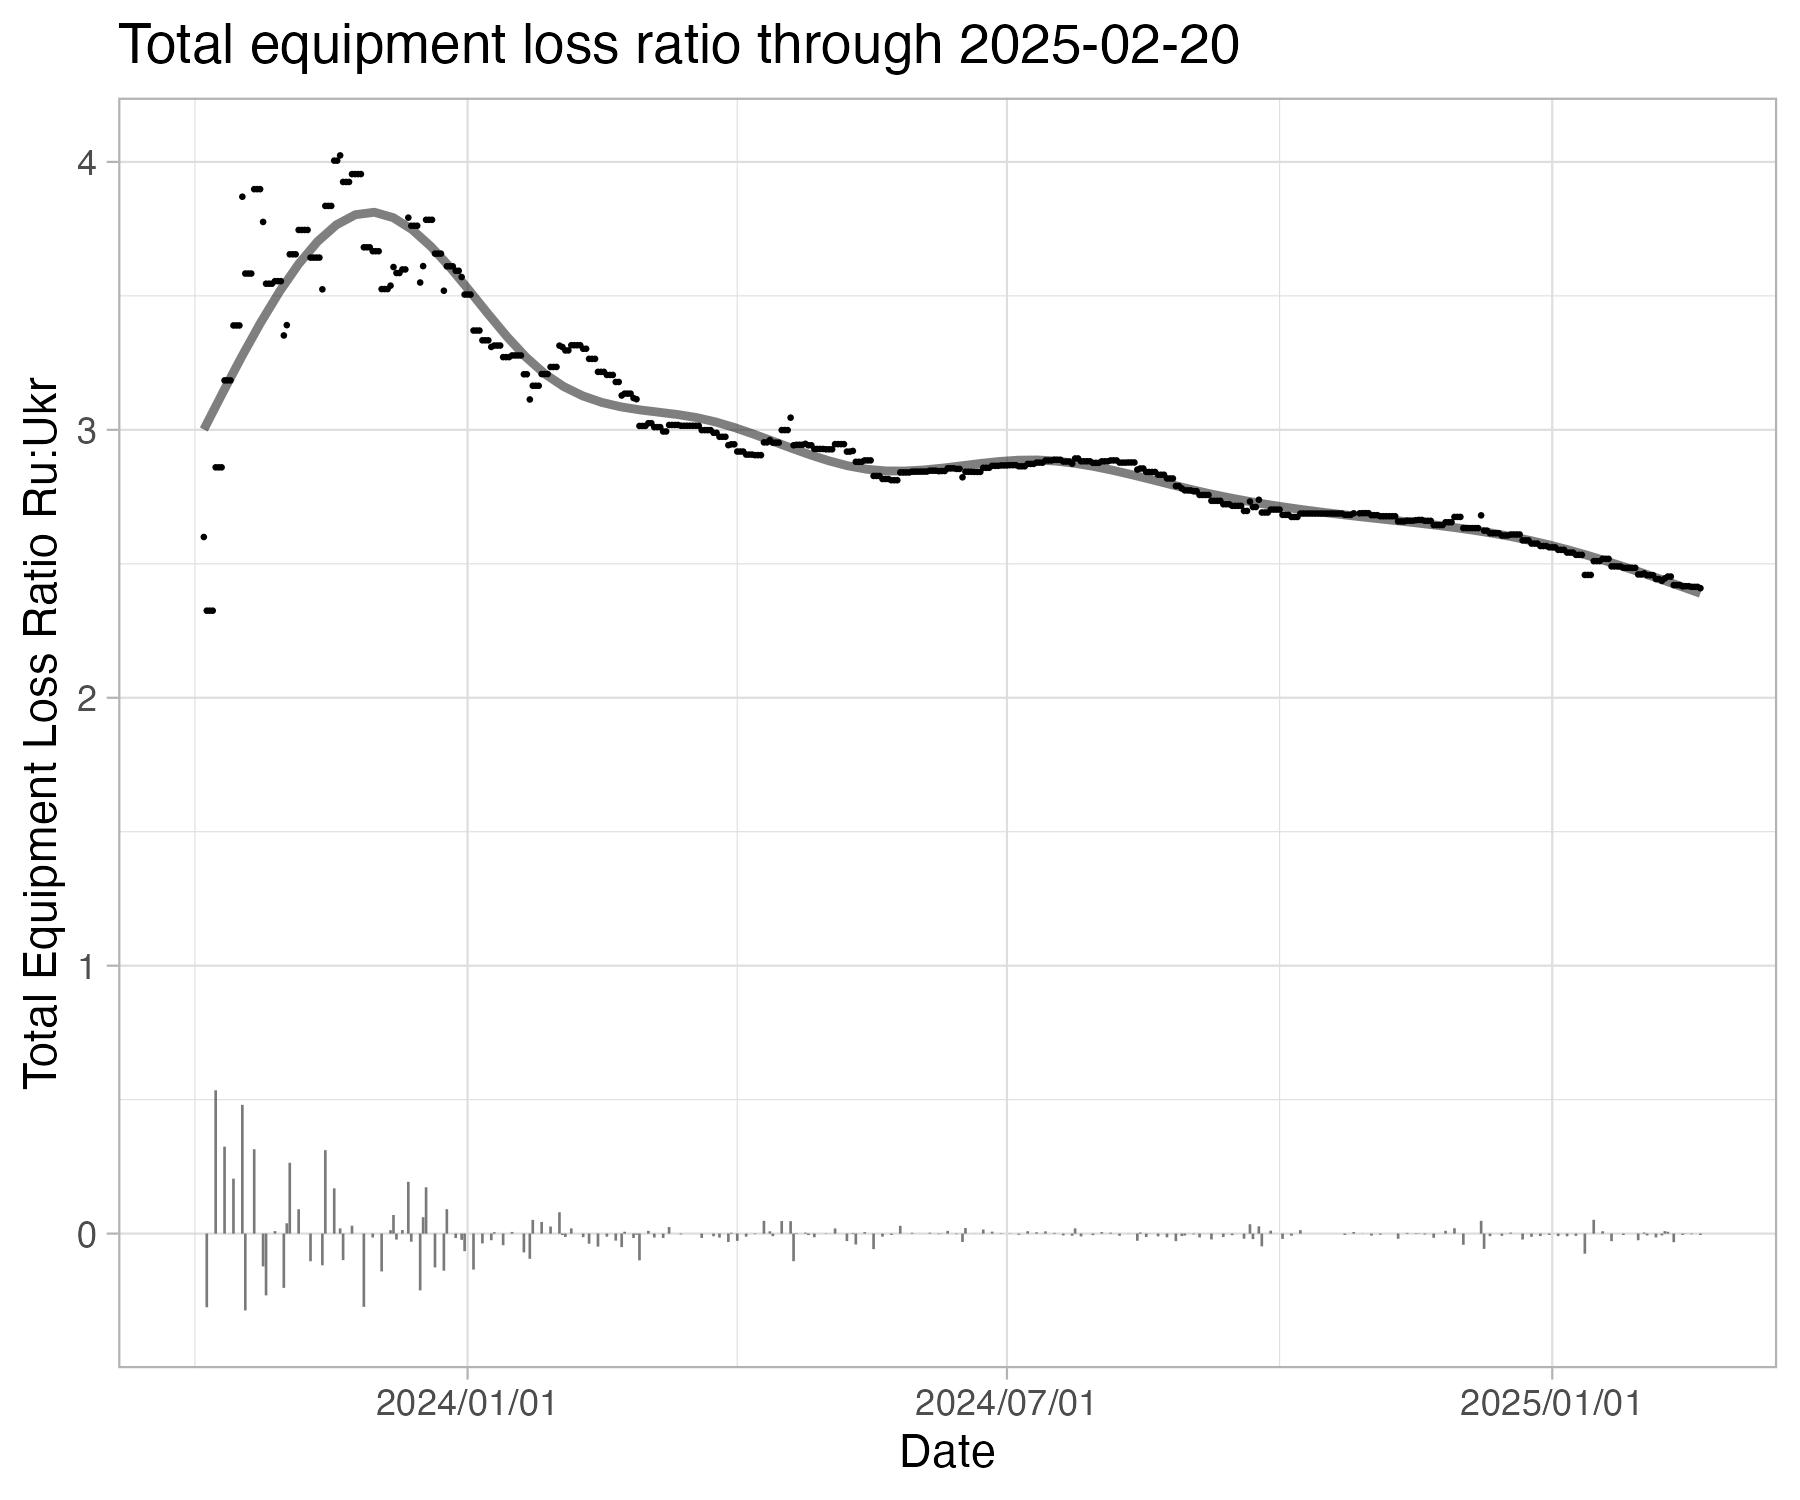 Total equipment loss ratio through 2025-02-20
Total Equipment Loss Ratio Ru:Ukr
4
3
2
1
0
2024/01/01
2024/07/01
2025/01/01
Date